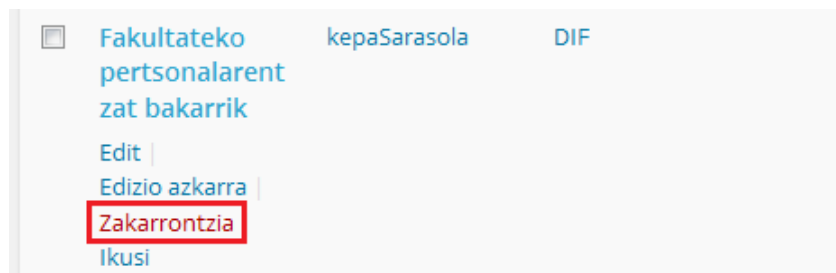 Fakultateko kepaSarasola DIF
pertsonalarent
zat bakarrik
Edit |
Edizio azkarra |
Zakarrontzia
Ikusi